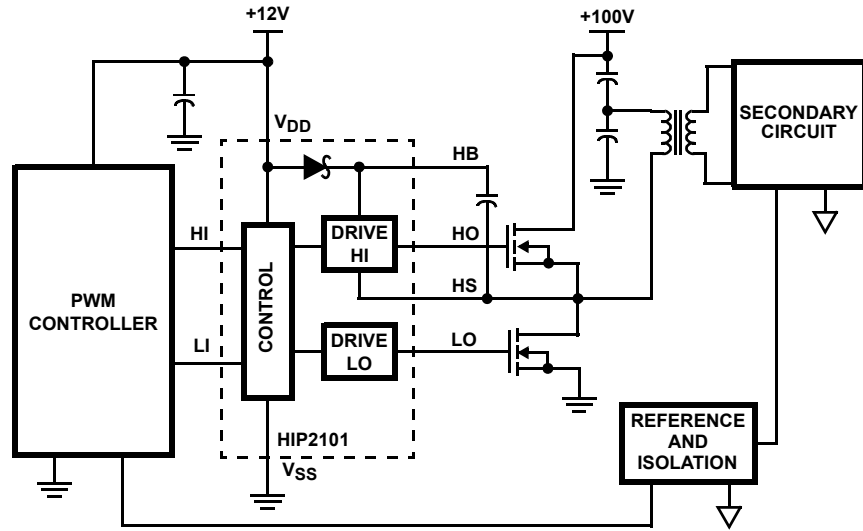 +12V
+100V
SECONDARY
CIRCUIT
VDD
HB
HI
DRIVE
HI
HO
PWM
CONTROLLER
CONTROL
HS
LI
DRIVE
LO
LO
HIP2101
VSS
REFERENCE
AND
ISOLATION